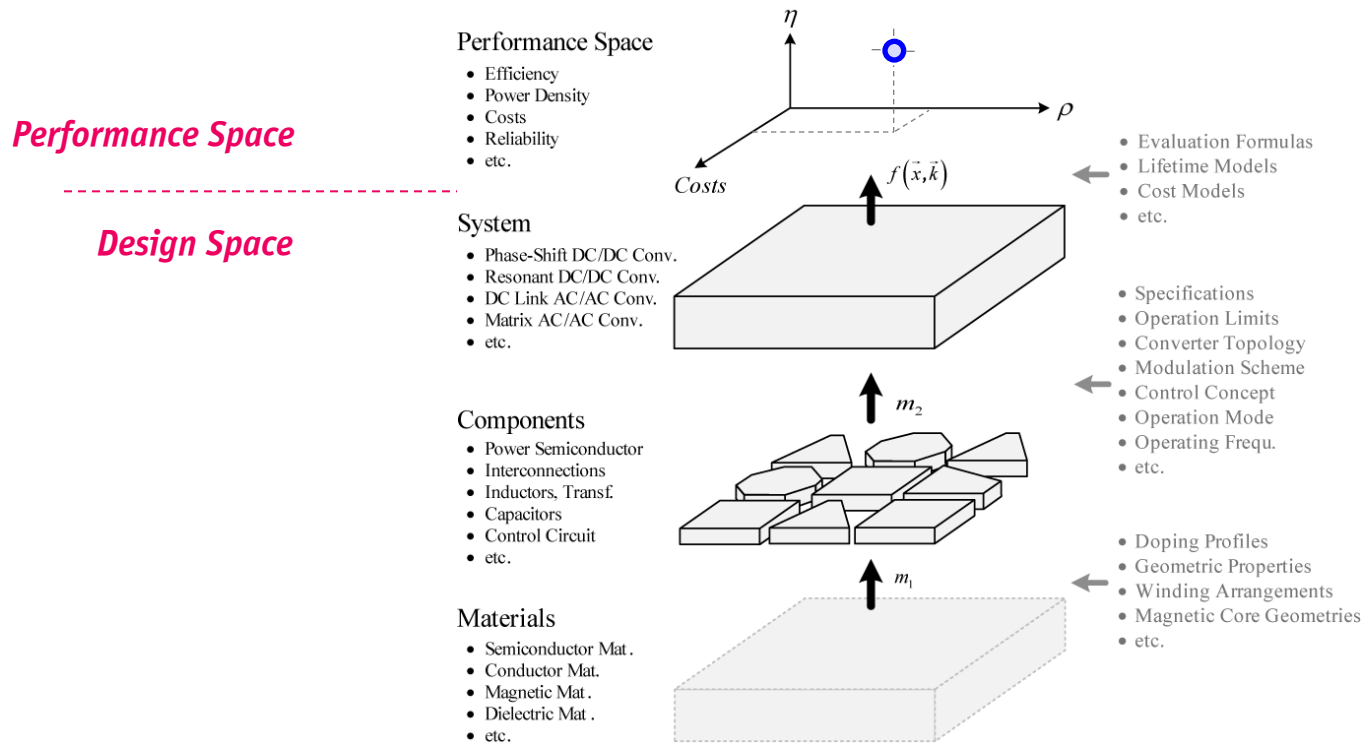 η
Performance Space
• Efficiency
• Power Density
• Costs
• Reliability
• etc.
ρ
Costs
Performance Space
Design Space
f(x⃗,k⃗)
• Evaluation Formulas
• Lifetime Models
• Cost Models
• etc.
System
• Phase-Shift DC/DC Conv.
• Resonant DC/DC Conv.
• DC Link AC/AC Conv.
• Matrix AC/AC Conv.
• etc.
• Specifications
• Operation Limits
• Converter Topology
• Modulation Scheme
• Control Concept
• Operation Mode
• Operating Frequ.
• etc.
m₂
Components
• Power Semiconductor
• Interconnections
• Inductors, Transf.
• Capacitors
• Control Circuit
• etc.
• Doping Profiles
• Geometric Properties
• Winding Arrangements
• Magnetic Core Geometries
• etc.
m₁
Materials
• Semiconductor Mat.
• Conductor Mat.
• Magnetic Mat.
• Dielectric Mat.
• etc.